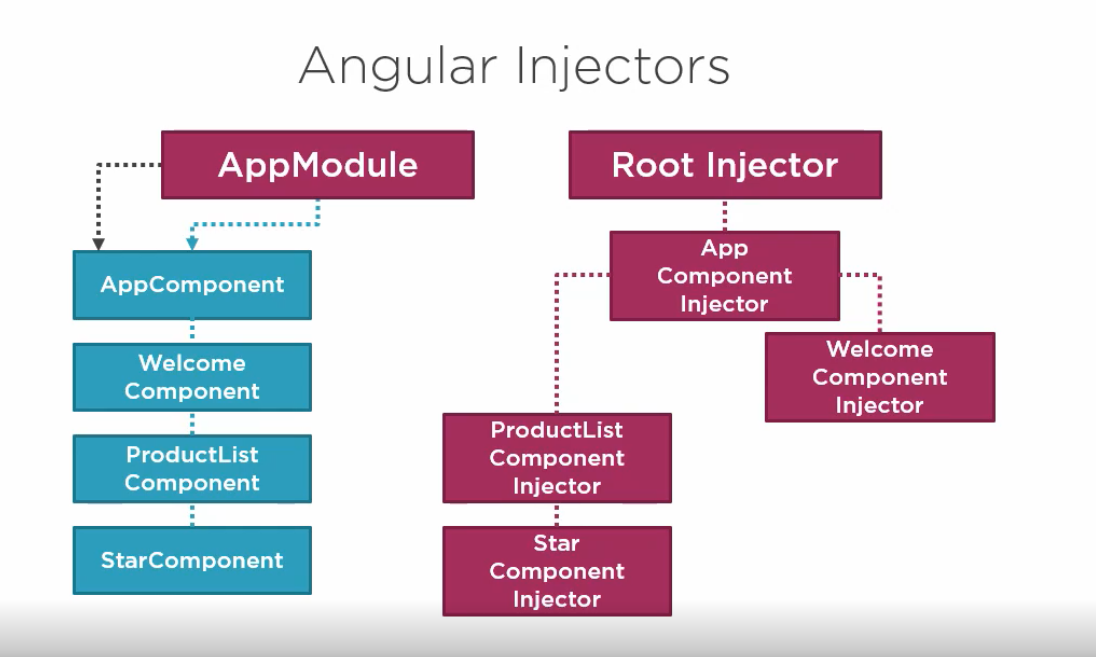 Angular Injectors
AppModule
AppComponent
Welcome
Component
ProductList
Component
StarComponent
Root Injector
App
Component
Injector
Welcome
Component
Injector
ProductList
Component
Injector
Star
Component
Injector